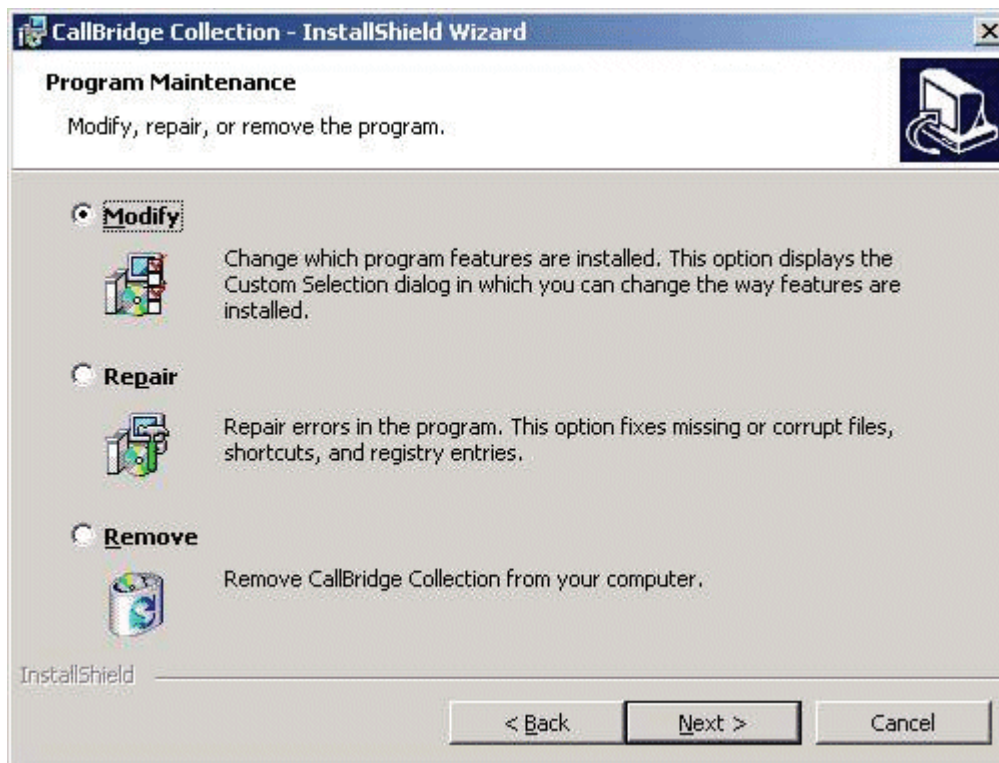 CallBridge Collection - InstallShield Wizard
Program Maintenance
Modify, repair, or remove the program.
Modify
Change which program features are installed. This option displays the
Custom Selection dialog in which you can change the way features are
installed.
Repair
Repair errors in the program. This option fixes missing or corrupt files,
shortcuts, and registry entries.
Remove
Remove CallBridge Collection from your computer.
InstallShield
< Back
Next >
Cancel